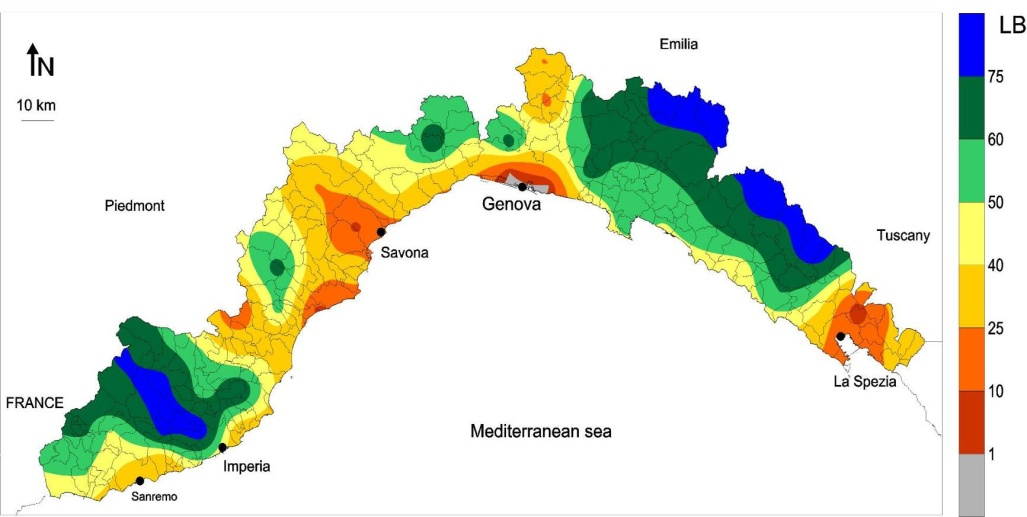 LB
Emilia
N
75
10 km
60
Piedmont
50
Genova
Tuscany
Savona
40
25
La Spezia
10
FRANCE
Mediterranean sea
1
Imperia
Sanremo